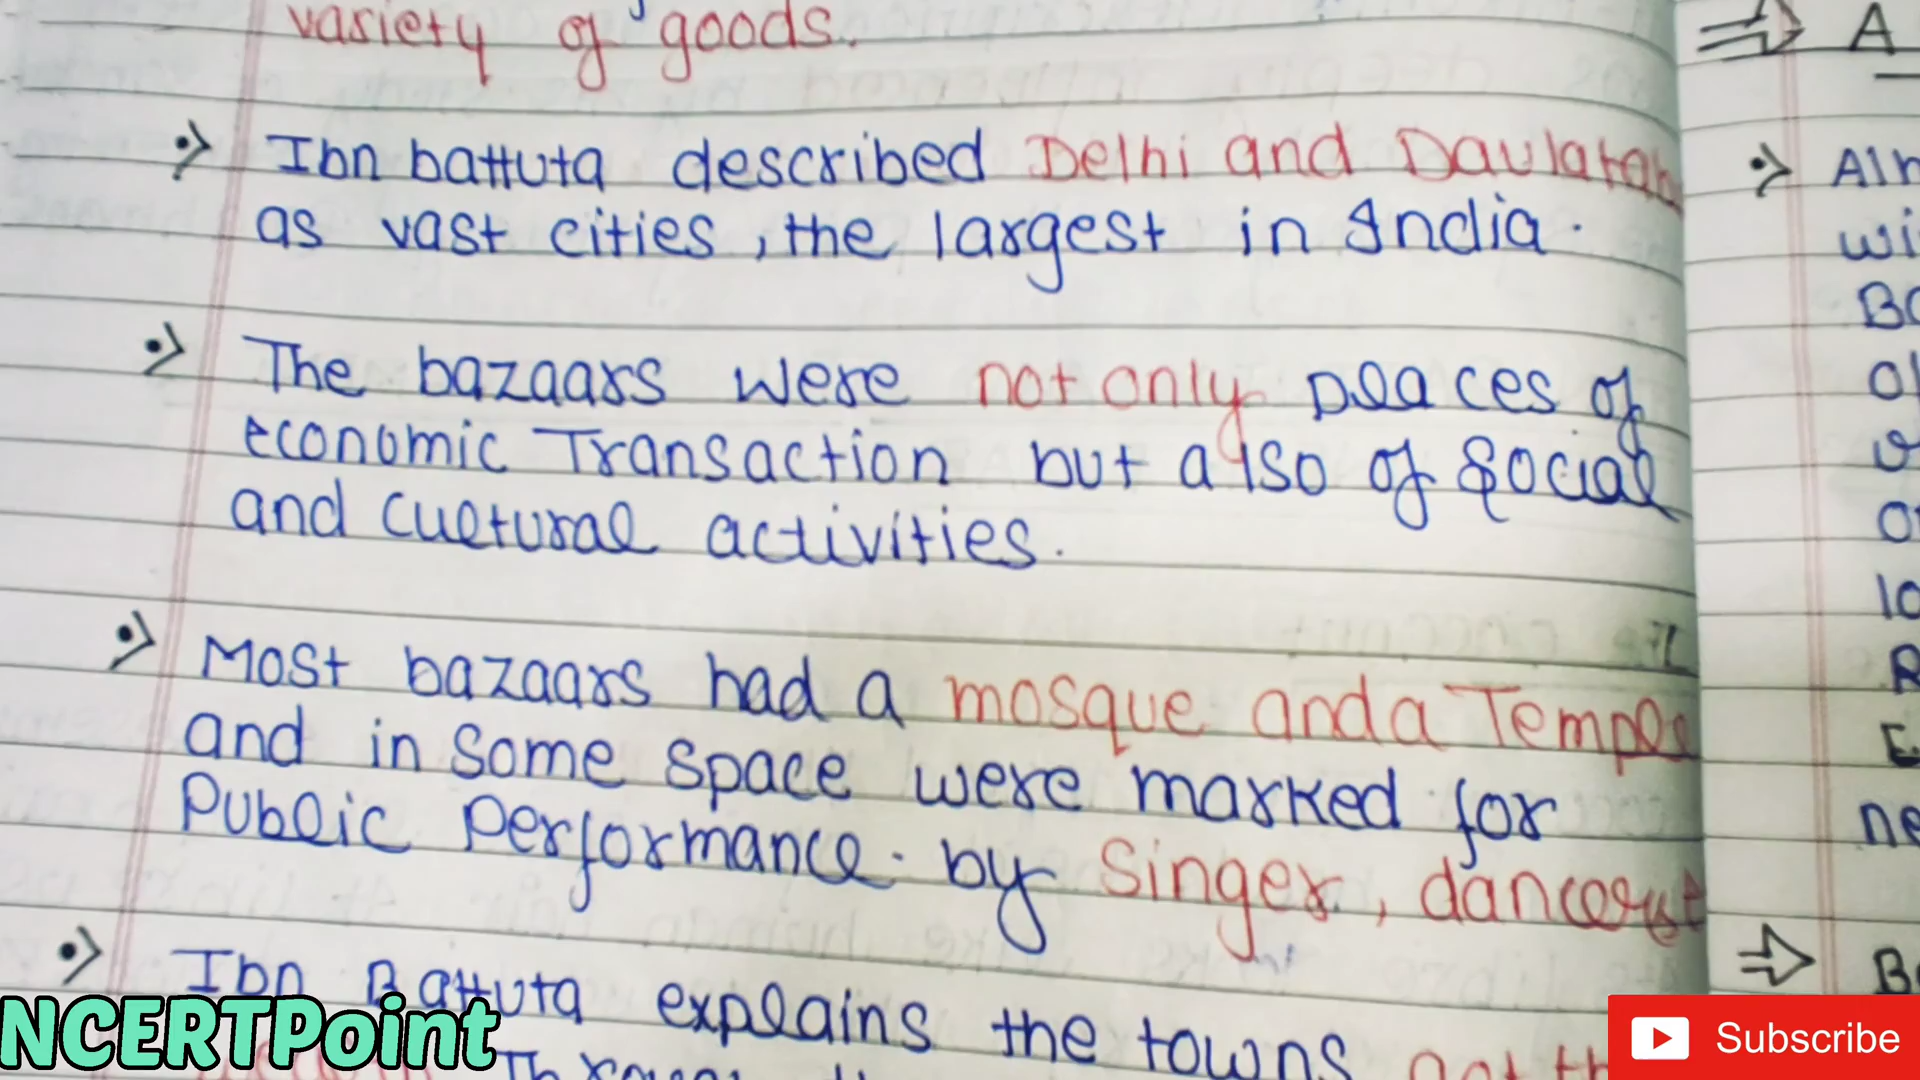 variety of goods.
Ibn battuta described Delhi and Daulatab
as vast cities, the largest in India.
The bazaars were not only places of
economic Transaction but also of Social
and cultural activities.
Most bazaars had a mosque and a Temple
and in some space were marked for
Public Performance. by Singer, dancers
Ibn Battuta explains the towns
NCERTPoint
⇒ A
Bo
ne
Subscribe